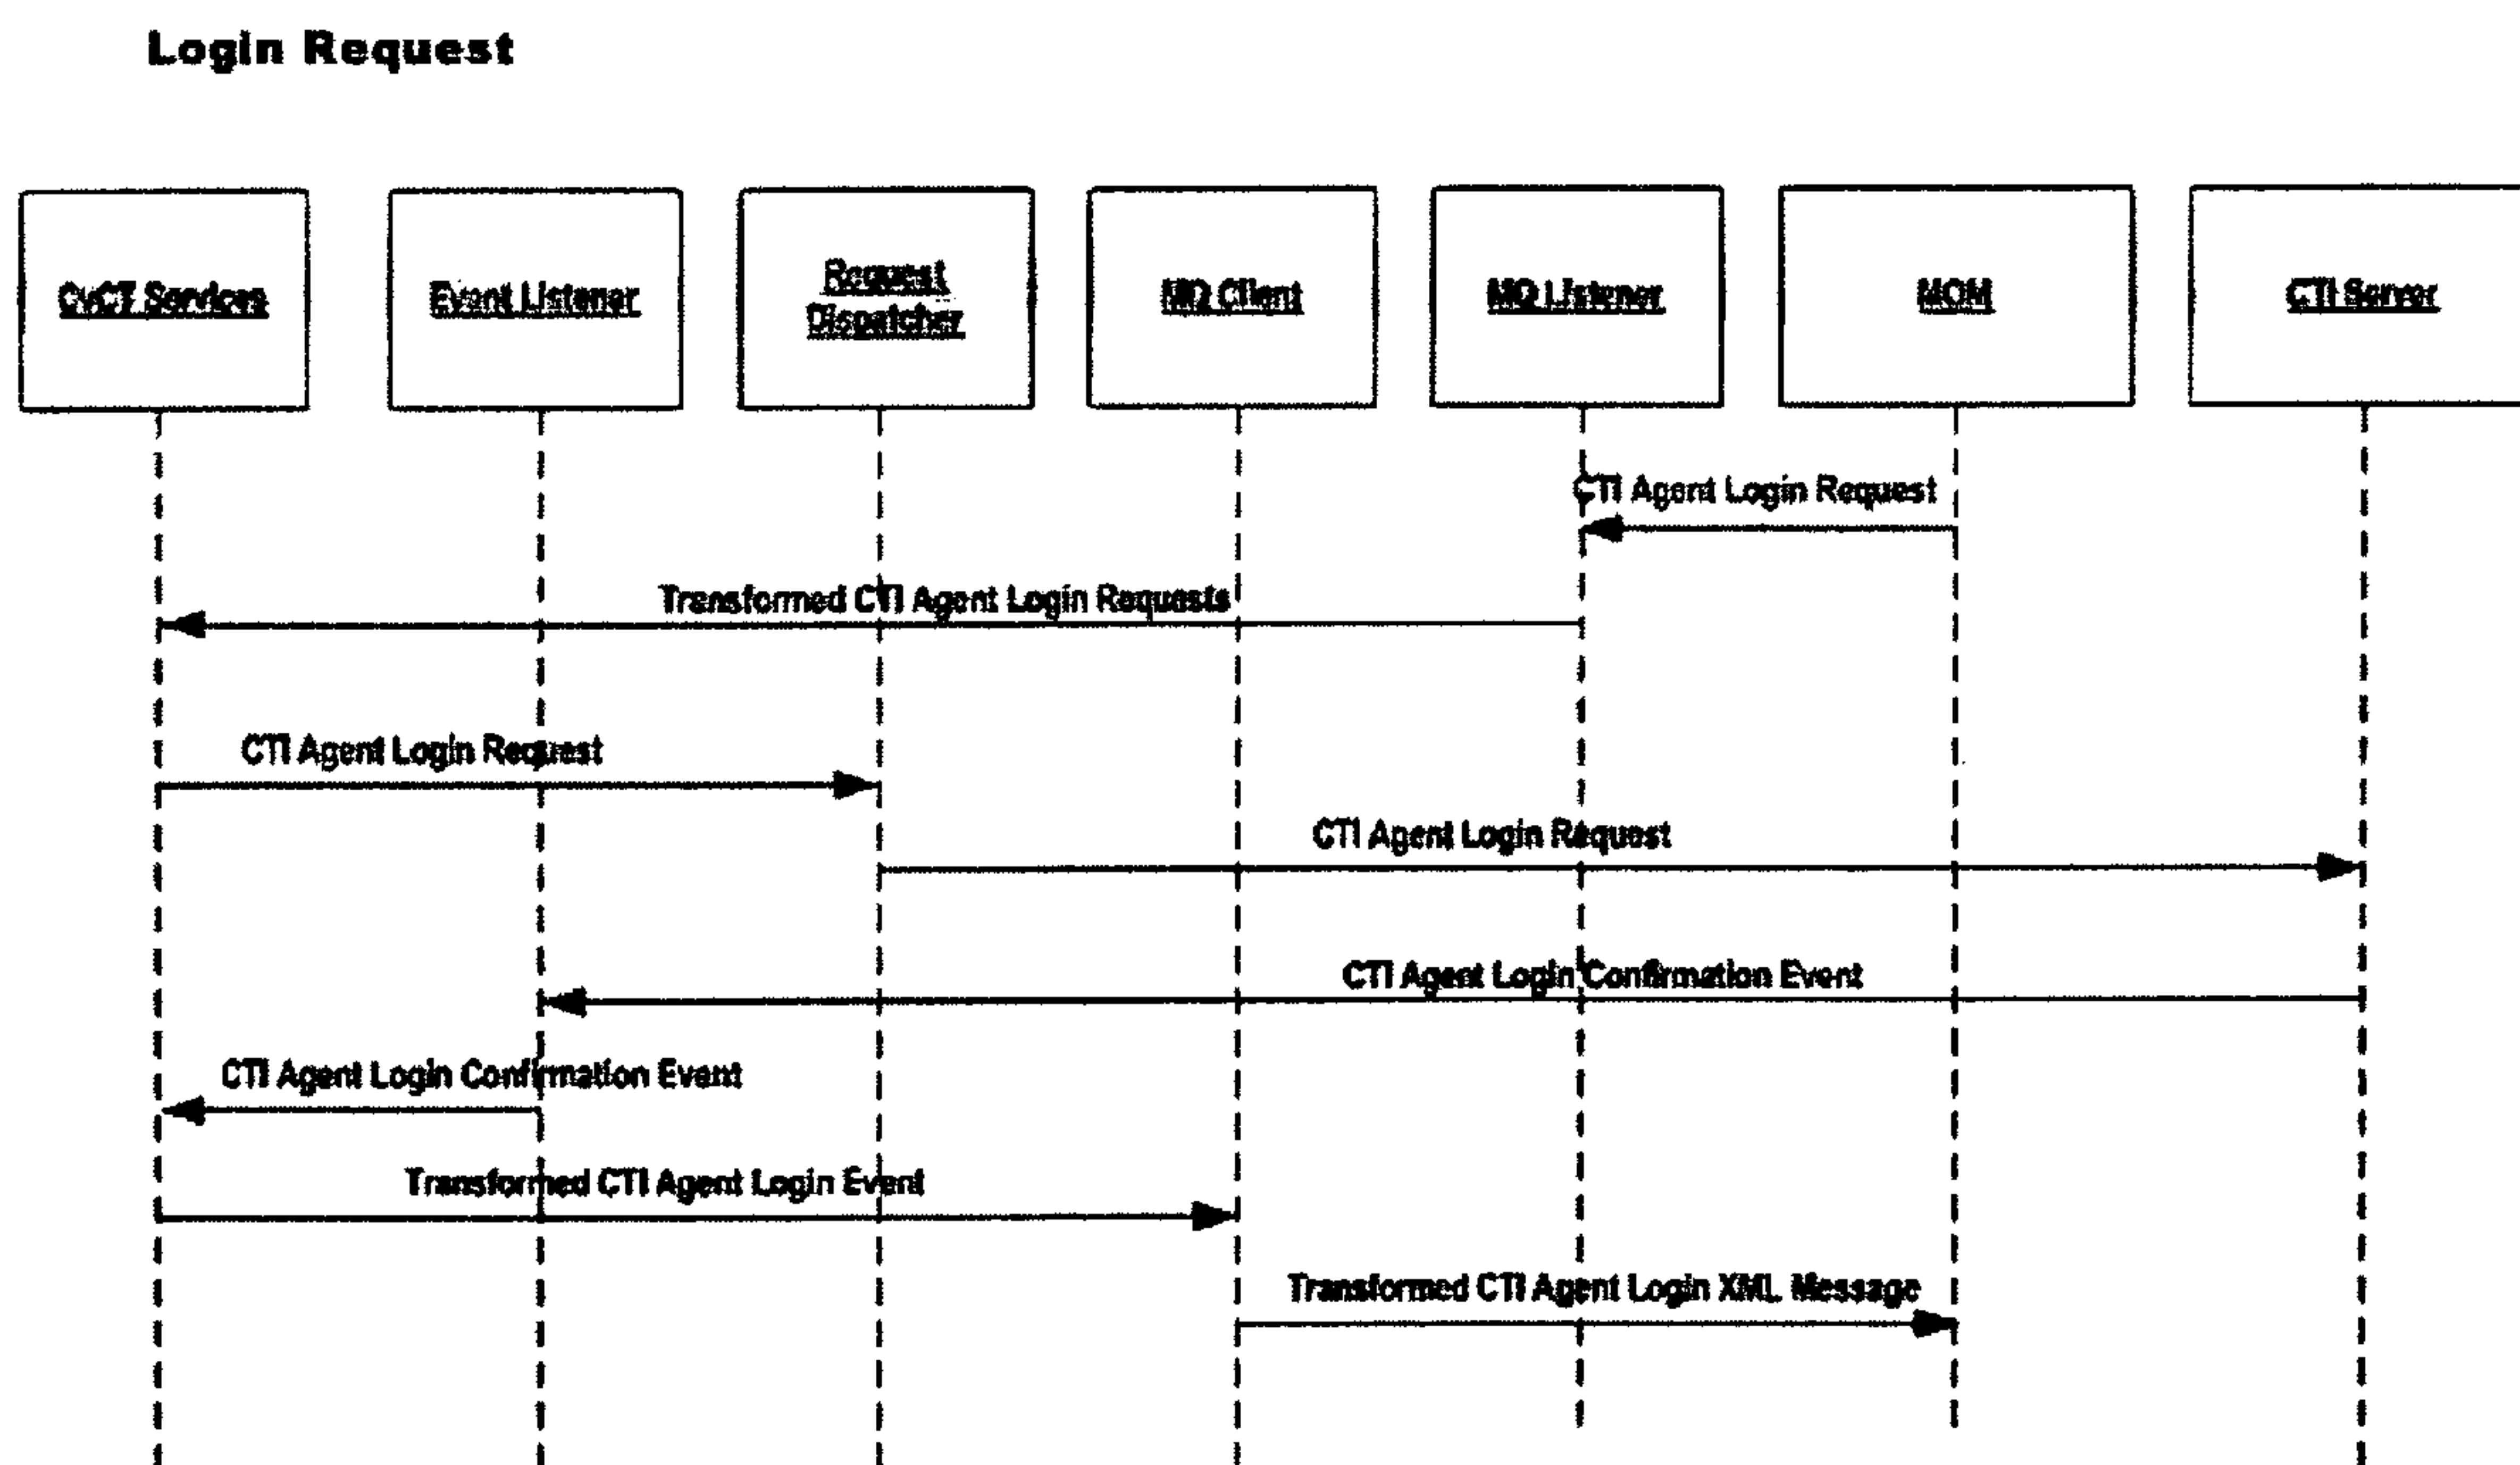 Login Request
Services
Event Listener
Request
Dispatcher
MQ Client
MQ Listener
MOM
CTI Server
CTI Agent Login Request
Transformed CTI Agent Login Requests
CTI Agent Login Request
CTI Agent Login Request
CTI Agent Login Confirmation Event
CTI Agent Login Confirmation Event
Transformed CTI Agent Login Event
Transformed CTI Agent Login XML Message